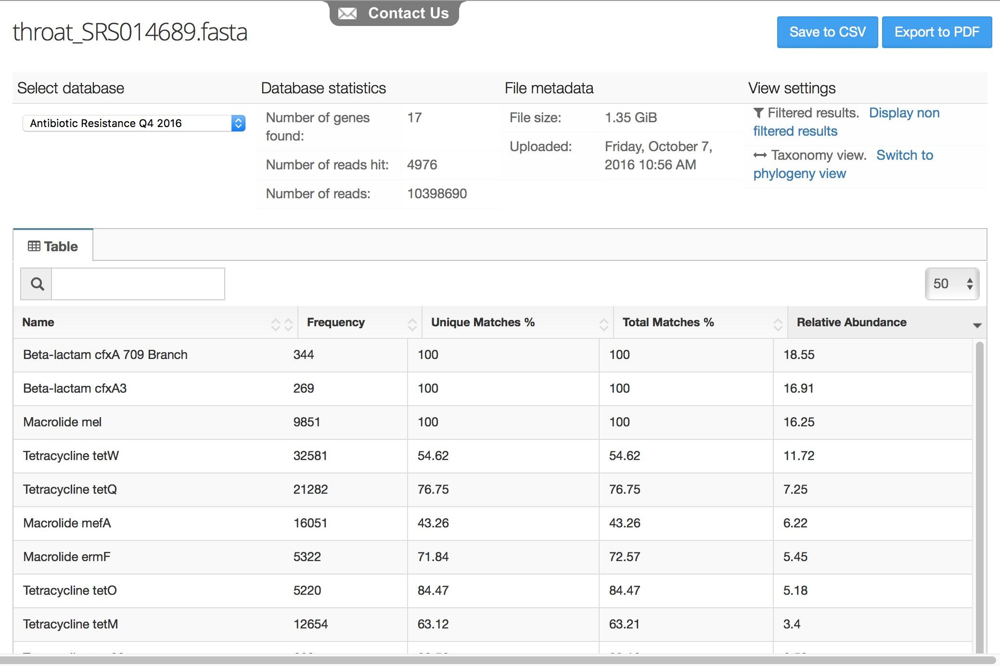 Contact Us
throat_SRS014689.fasta
Save to CSV Export to PDF
Select database Database statistics File metadata View settings
Antibiotic Resistance Q4 2016
Number of genes found: 17
Number of reads hit: 4976
Number of reads: 10398690
File size: 1.35 GiB
Uploaded: Friday, October 7,
2016 10:56 AM
Filtered results. Display non
filtered results
Taxonomy view. Switch to
phylogeny view
Table
50
Name Frequency Unique Matches % Total Matches % Relative Abundance
Beta-lactam cfxA 709 Branch 344 100 100 18.55
Beta-lactam cfxA3 269 100 100 16.91
Macrolide mel 9851 100 100 16.25
Tetracycline tetW 32581 54.62 54.62 11.72
Tetracycline tetQ 21282 76.75 76.75 7.25
Macrolide mefA 16051 43.26 43.26 6.22
Macrolide ermF 5322 71.84 72.57 5.45
Tetracycline tetO 5220 84.47 84.47 5.18
Tetracycline tetM 12654 63.12 63.21 3.4